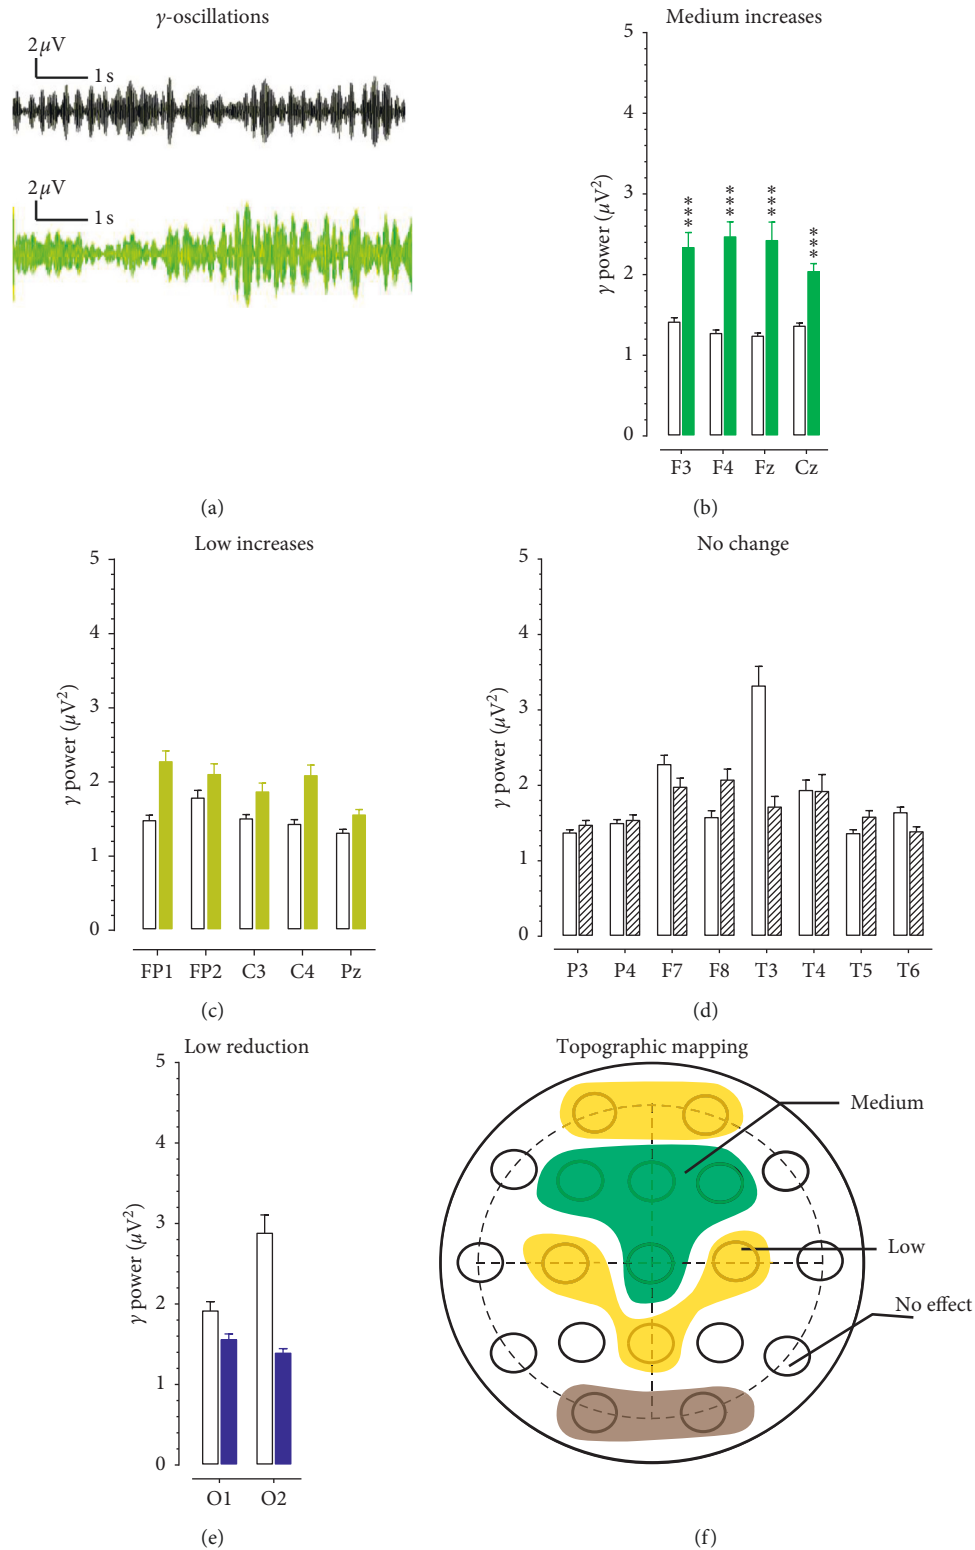 γ-oscillations
2 μV
1 s
2 μV
1 s
(a)
Medium increases
γ power (μV²)
5
4
3
2
1
0
***
***
***
***
F3 F4 Fz Cz
(b)
Low increases
γ power (μV²)
5
4
3
2
1
0
FP1 FP2 C3 C4 Pz
(c)
No change
γ power (μV²)
5
4
3
2
1
0
P3 P4 F7 F8 T3 T4 T5 T6
(d)
Low reduction
γ power (μV²)
5
4
3
2
1
0
O1 O2
(e)
Topographic mapping
Medium
Low
No effect
(f)